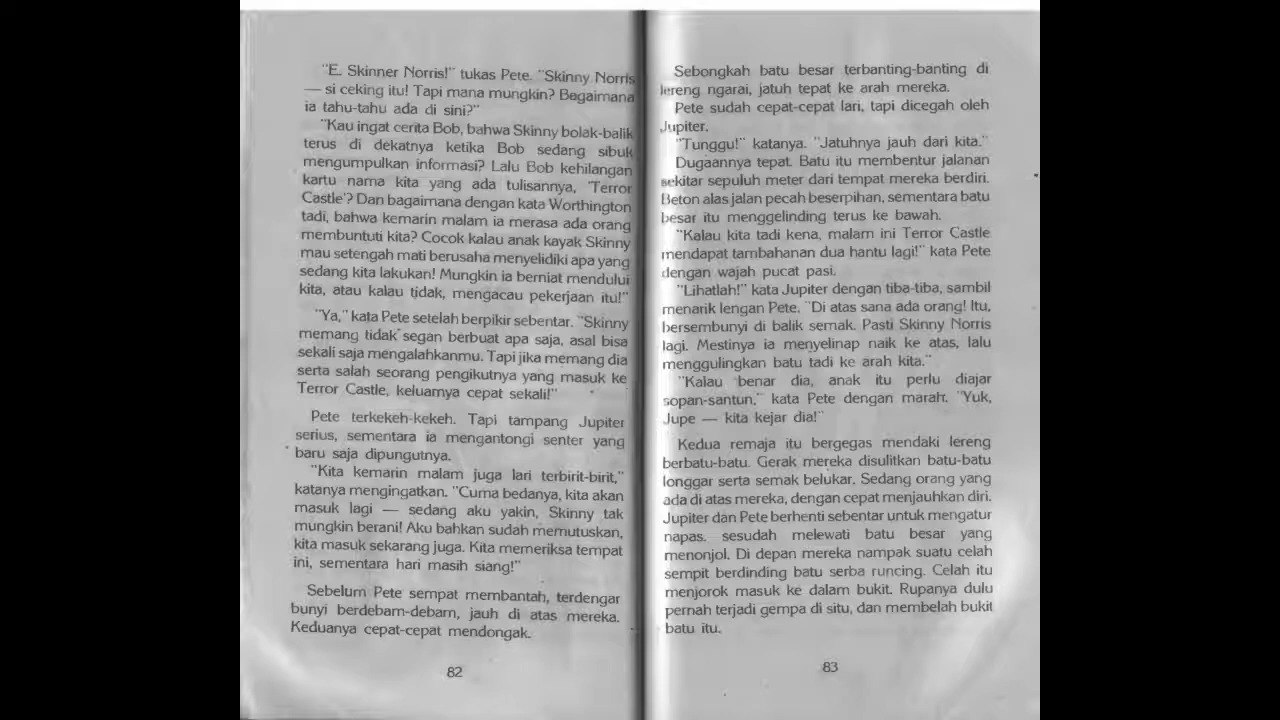 "E. Skinner Norris!" tukas Pete. "Skinny Norris
— si ceking itu! Tapi mana mungkin? Bagaimana
ia tahu-tahu ada di sini?"
"Kau ingat cerita Bob, bahwa Skinny bolak-balik
terus di dekatnya ketika Bob sedang sibuk
mengumpulkan informasi? Lalu Bob kehilangan
kartu nama kita yang ada tulisannya, 'Terror
Castle'? Dan bagaimana dengan kata Worthington
tadi, bahwa kemarin malam ia merasa ada orang
membuntuti kita? Cocok kalau anak kayak Skinny
mau setengah mati berusaha menyelidiki apa yang
sedang kita lakukan! Mungkin ia berniat mendului
kita, atau kalau tidak, mengacau pekerjaan itu!"
"Ya," kata Pete setelah berpikir sebentar. "Skinny
memang tidak segan berbuat apa saja, asal bisa
sekali saja mengalahkanmu. Tapi jika memang dia
serta salah seorang pengikutnya yang masuk ke
Terror Castle, keluarnya cepat sekali!"
Pete terkekeh-kekeh. Tapi tampang Jupiter
serius, sementara ia mengantongi senter yang
baru saja dipungutnya.
"Kita kemarin malam juga lari terbirit-birit,"
katanya mengingatkan. "Cuma bedanya, kita akan
masuk lagi — sedang aku yakin, Skinny tak
mungkin berani! Aku bahkan sudah memutuskan,
kita masuk sekarang juga. Kita memeriksa tempat
ini, sementara hari masih siang!"
Sebelum Pete sempat membantah, terdengar
bunyi berdebam-debam, jauh di atas mereka.
Keduanya cepat-cepat mendongak.
82
Sebongkah batu besar terbanting-banting di
lereng ngarai, jatuh tepat ke arah mereka.
Pete sudah cepat-cepat lari, tapi dicegah oleh
Jupiter.
"Tunggu!" katanya. "Jatuhnya jauh dari kita."
Dugaannya tepat. Batu itu membentur jalanan
sekitar sepuluh meter dari tempat mereka berdiri.
Beton alas jalan pecah beserpihan, sementara batu
besar itu menggelinding terus ke bawah.
"Kalau kita tadi kena, malam ini Terror Castle
mendapat tambahanan dua hantu lagi!" kata Pete
dengan wajah pucat pasi.
"Lihatlah!" kata Jupiter dengan tiba-tiba, sambil
menarik lengan Pete. "Di atas sana ada orang! Itu,
bersembunyi di balik semak. Pasti Skinny Norris
lagi. Mestinya ia menyelinap naik ke atas, lalu
menggulingkan batu tadi ke arah kita."
"Kalau benar dia, anak itu perlu diajar
sopan-santun," kata Pete dengan marah. "Yuk,
Jupe — kita kejar dia!"
Kedua remaja itu bergegas mendaki lereng
berbatu-batu. Gerak mereka disulitkan batu-batu
longgar serta semak belukar. Sedang orang yang
ada di atas mereka, dengan cepat menjauhkan diri.
Jupiter dan Pete berhenti sebentar untuk mengatur
napas. sesudah melewati batu besar yang
menonjol. Di depan mereka nampak suatu celah
sempit berdinding batu serba runcing. Celah itu
menjorok masuk ke dalam bukit. Rupanya dulu
pernah terjadi gempa di situ, dan membelah bukit
batu itu.
83